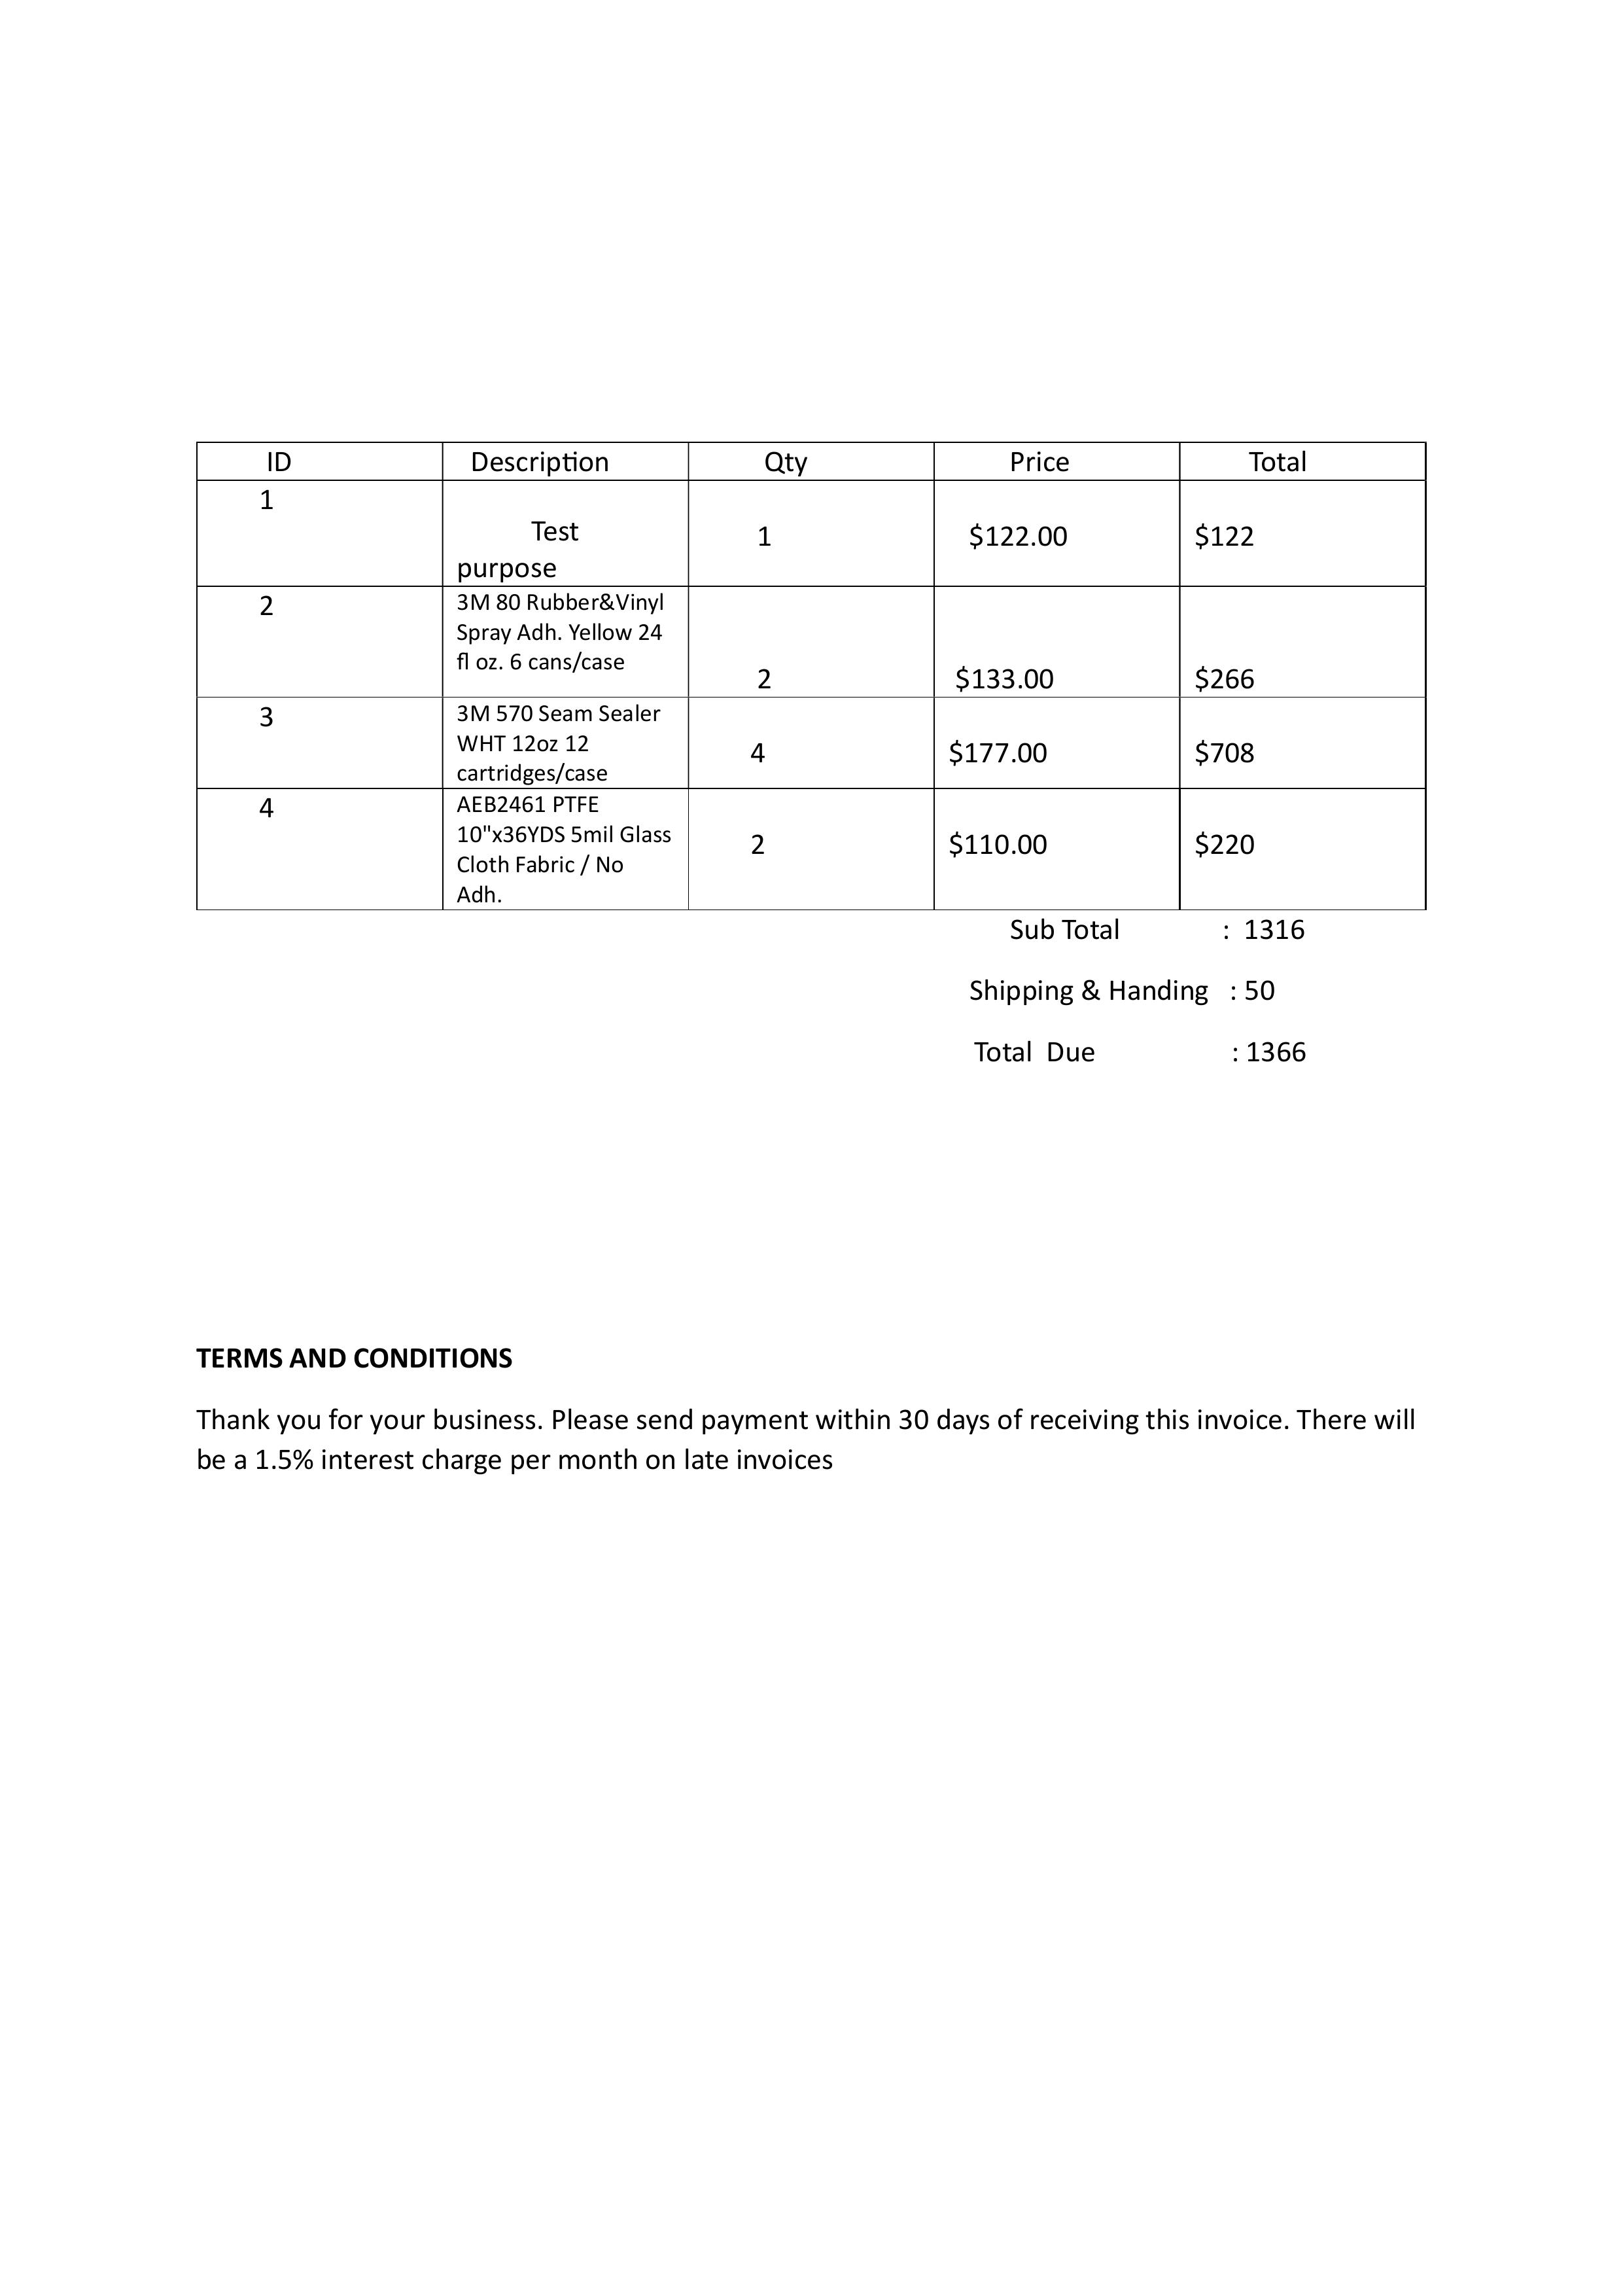 ID Description Qty Price Total
1
Test
purpose
1 $122.00 $122
2
3M 80 Rubber&Vinyl
Spray Adh. Yellow 24
fl oz. 6 cans/case
2 $133.00 $266
3
3M 570 Seam Sealer
WHT 12oz 12
cartridges/case
4 $177.00 $708
4
AEB2461 PTFE
10"x36YDS 5mil Glass
Cloth Fabric / No
Adh.
2 $110.00 $220
Sub Total : 1316
Shipping & Handing : 50
Total Due : 1366
TERMS AND CONDITIONS
Thank you for your business. Please send payment within 30 days of receiving this invoice. There will
be a 1.5% interest charge per month on late invoices